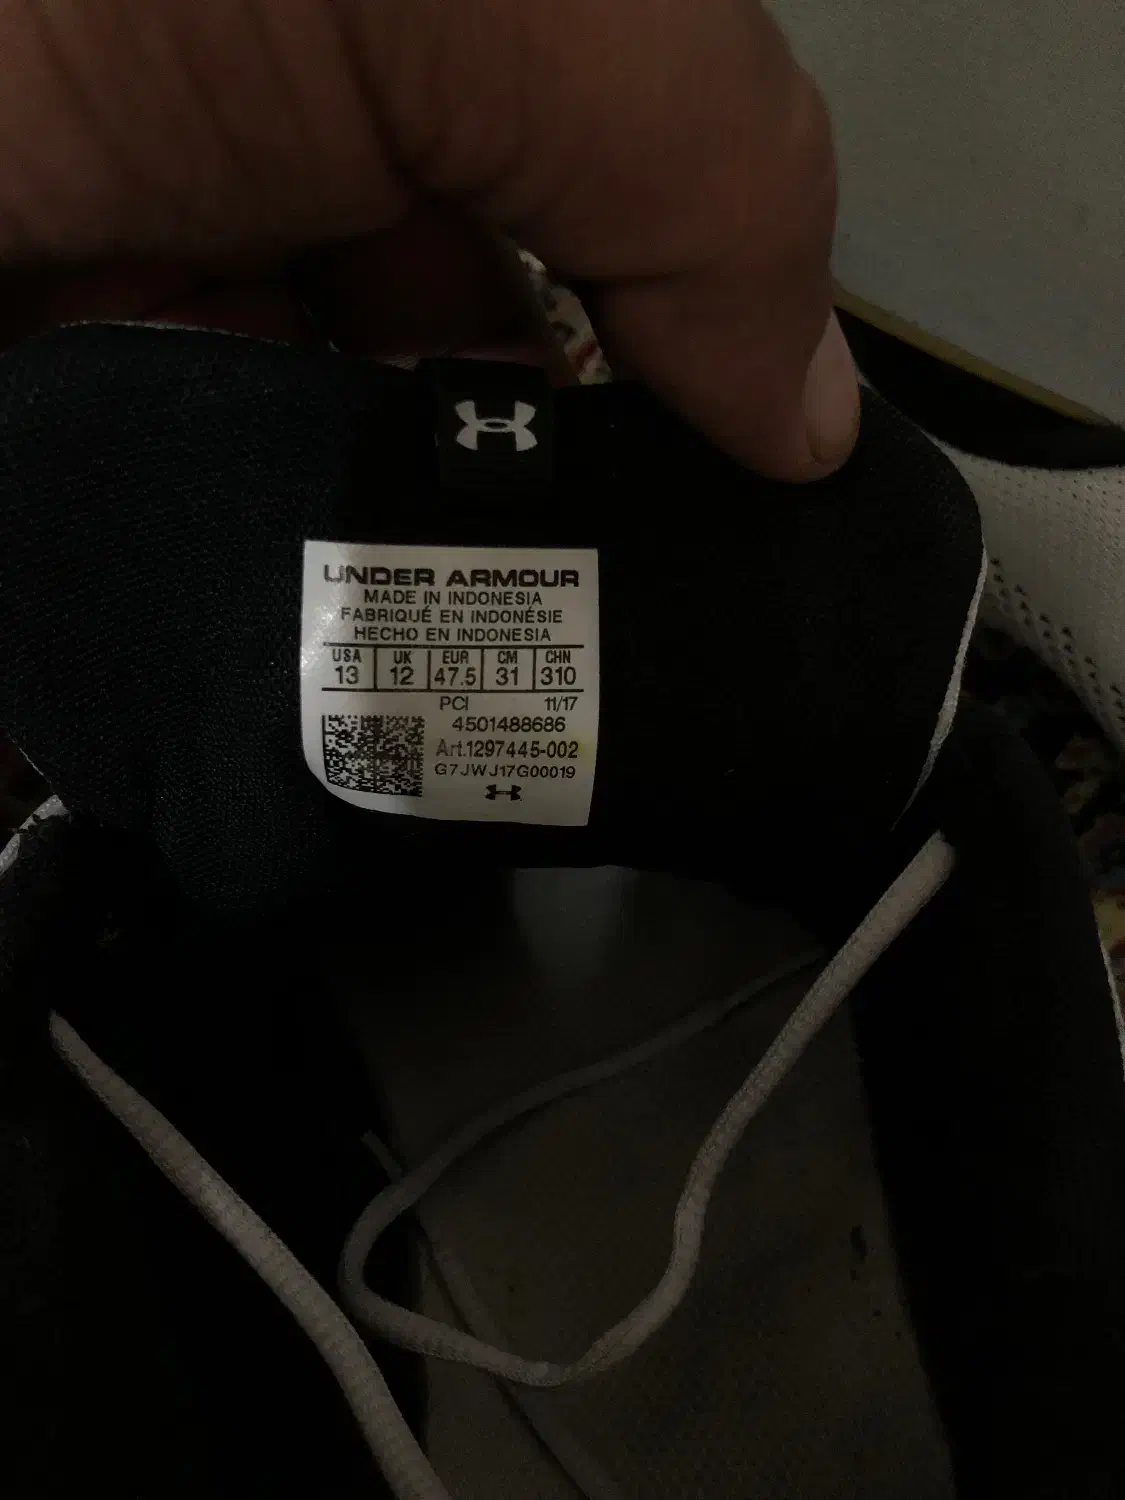 UNDER ARMOUR
MADE IN INDONESIA
FABRIQUÉ EN INDONÉSIE
HECHO EN INDONESIA
USA UK EUR CM CHN
13 12 47.5 31 310
PCI 11/17
4501488686
Art.1297445-002
G7JWJ17G00019